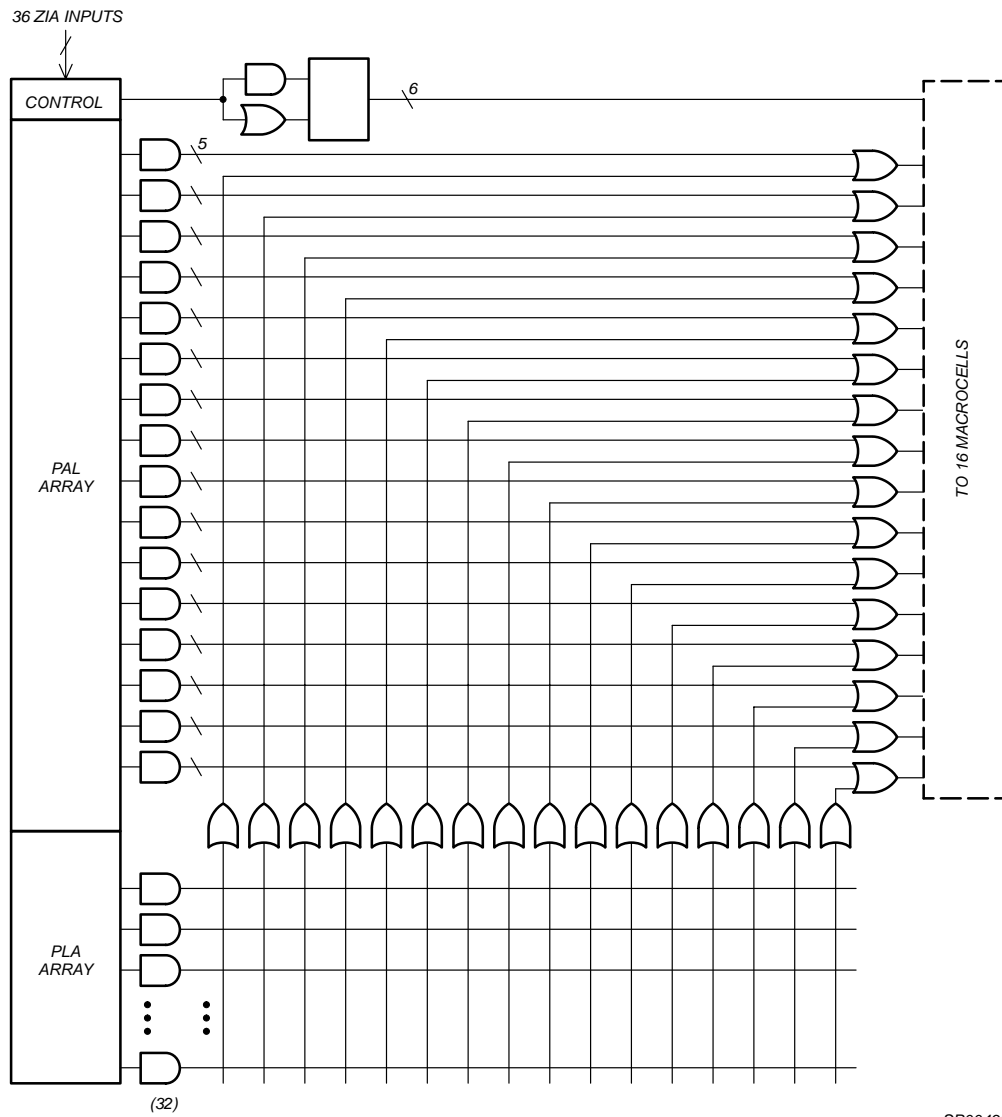 36 ZIA INPUTS
CONTROL
6
5
PAL
ARRAY
TO 16 MACROCELLS
PLA
ARRAY
(32)